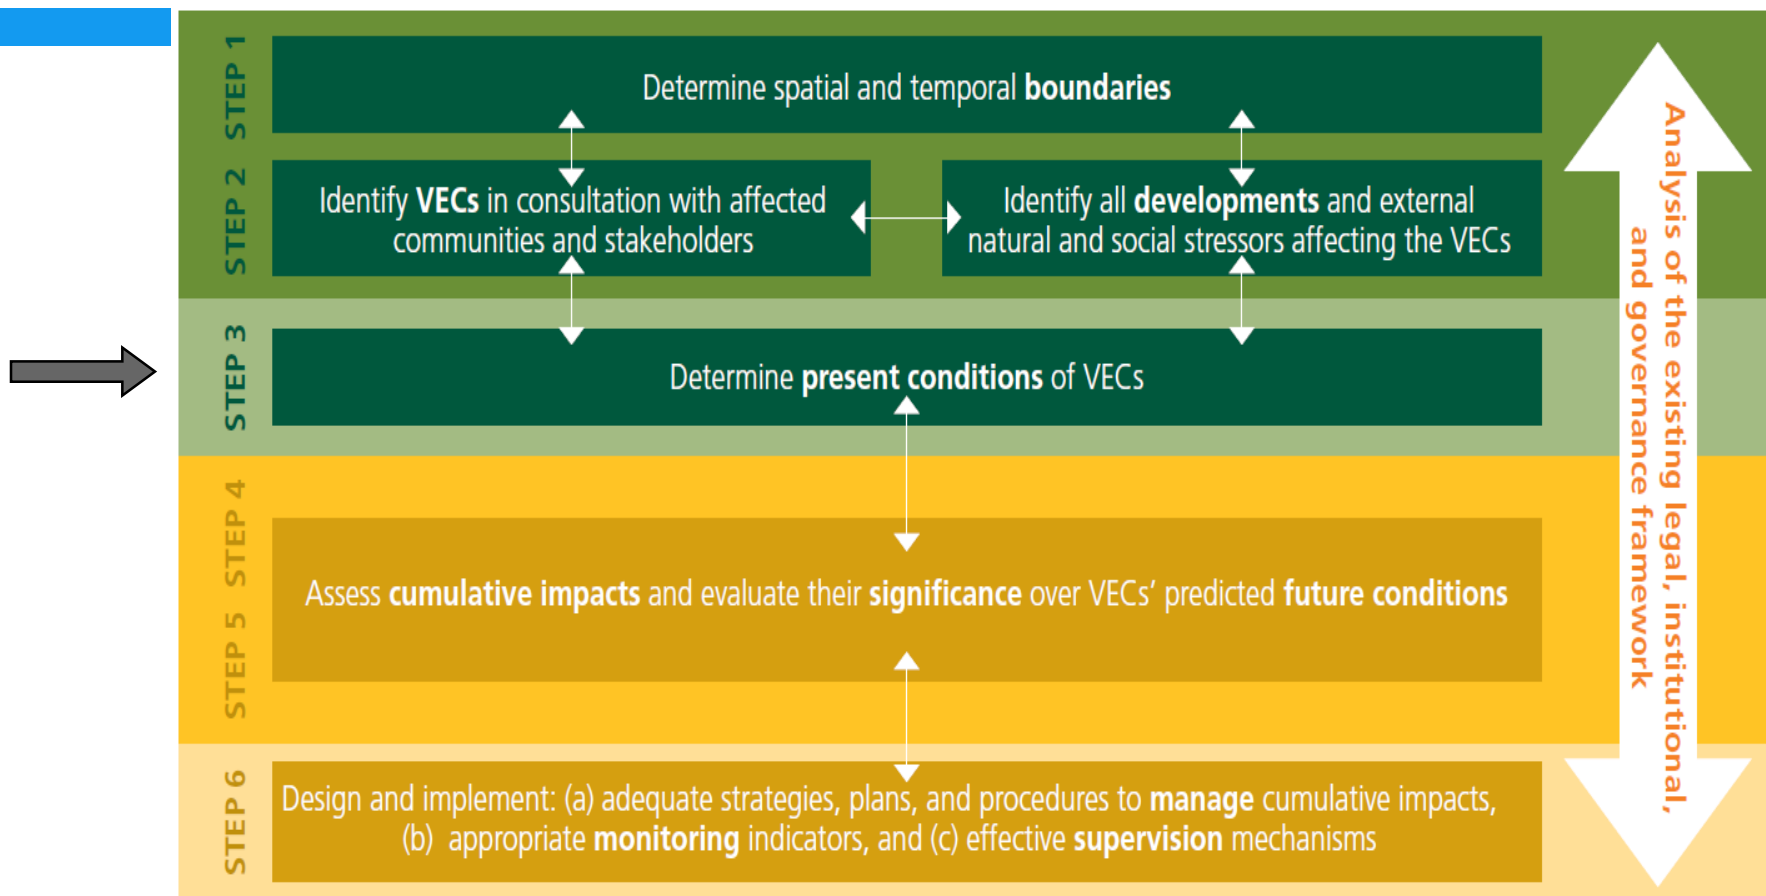 STEP 1
Determine spatial and temporal boundaries
STEP 2
Identify VECs in consultation with affected
communities and stakeholders
Identify all developments and external
natural and social stressors affecting the VECs
STEP 3
Determine present conditions of VECs
STEP 4
STEP 5
Assess cumulative impacts and evaluate their significance over VECs’ predicted future conditions
STEP 6
Design and implement: (a) adequate strategies, plans, and procedures to manage cumulative impacts,
(b) appropriate monitoring indicators, and (c) effective supervision mechanisms
Analysis of the existing legal, institutional,
and governance framework